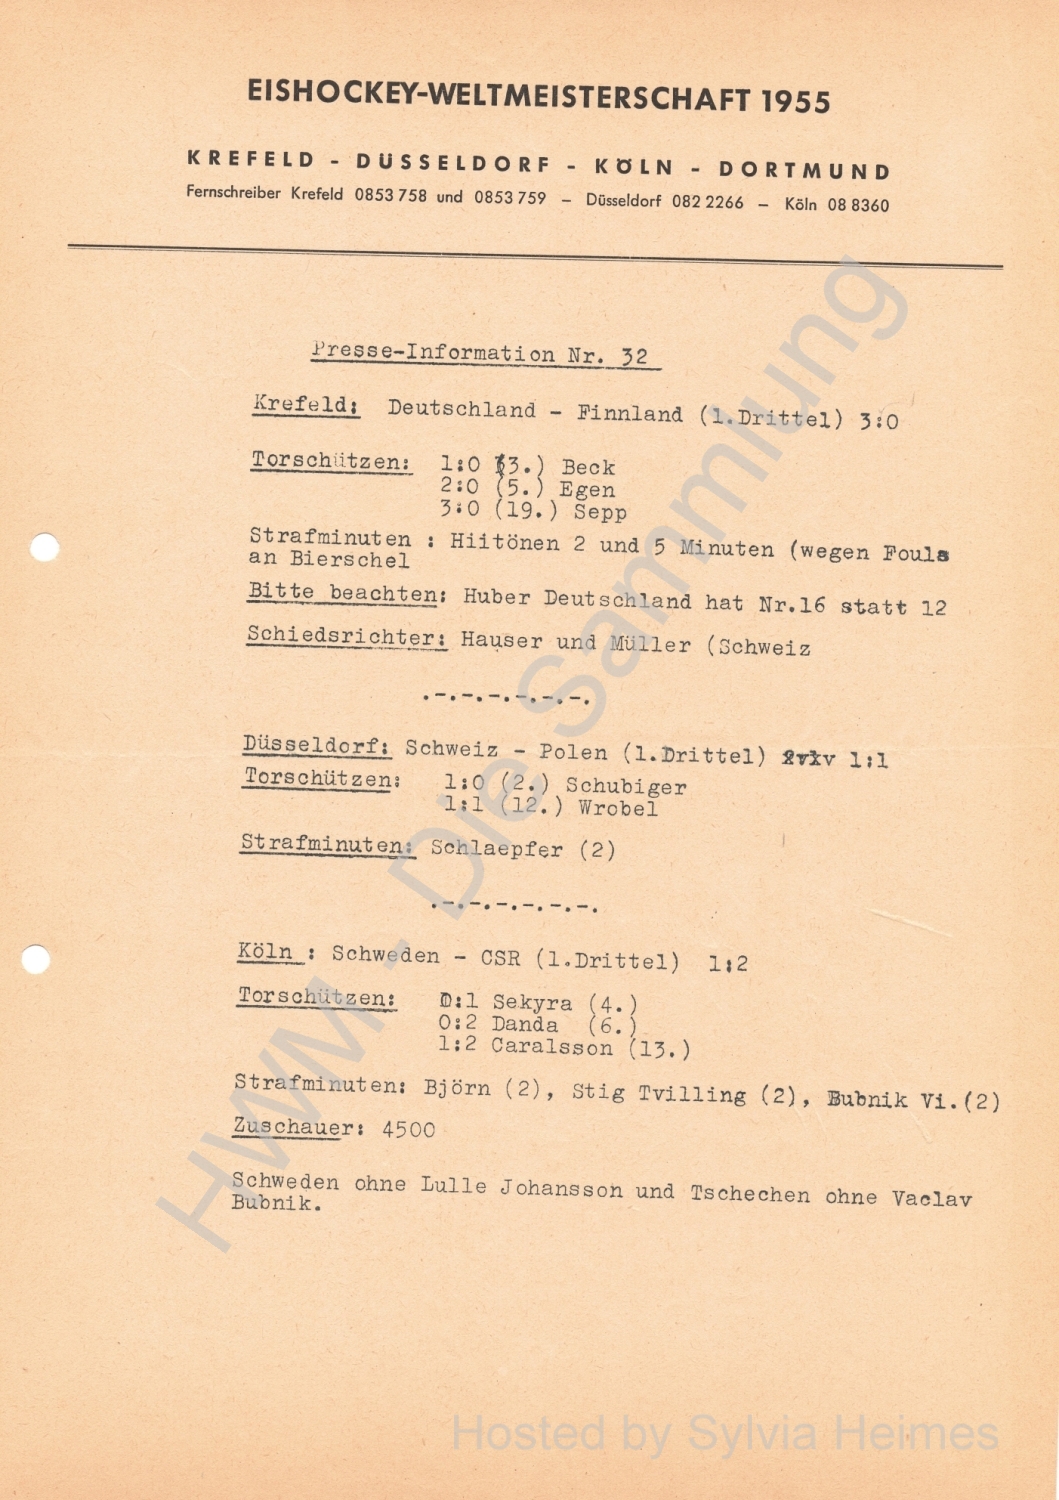 EISHOCKEY-WELTMEISTERSCHAFT 1955
KREFELD - DÜSSELDORF - KÖLN - DORTMUND
Fernschreiber Krefeld 0853 758 und 0853 759 – Düsseldorf 082 2266 – Köln 08 8360
Presse-Information Nr. 32
Krefeld: Deutschland - Finnland (1.Drittel) 3:0
Torschützen: 1:0 (3.) Beck
2:0 (5.) Egen
3:0 (19.) Sepp
Strafminuten : Hiitönen 2 und 5 Minuten (wegen Fouls
an Bierschel
Bitte beachten: Huber Deutschland hat Nr.16 statt 12
Schiedsrichter: Hauser und Müller (Schweiz
.-.-.-.-.-.-.
Düsseldorf: Schweiz - Polen (1.Drittel) 1:1
Torschützen: 1:0 (2.) Schubiger
1:1 (12.) Wrobel
Strafminuten: Schlaepfer (2)
.-.-.-.-.-.-.
Köln : Schweden - CSR (1.Drittel) 1:2
Torschützen: 0:1 Sekyra (4.)
0:2 Danda (6.)
1:2 Caralsson (13.)
Strafminuten: Björn (2), Stig Tvilling (2), Bubnik Vi.(2)
Zuschauer: 4500
Schweden ohne Lulle Johansson und Tschechen ohne Vaclav
Bubnik.
HWM - Die Sammlung
Hosted by Sylvia Heimes